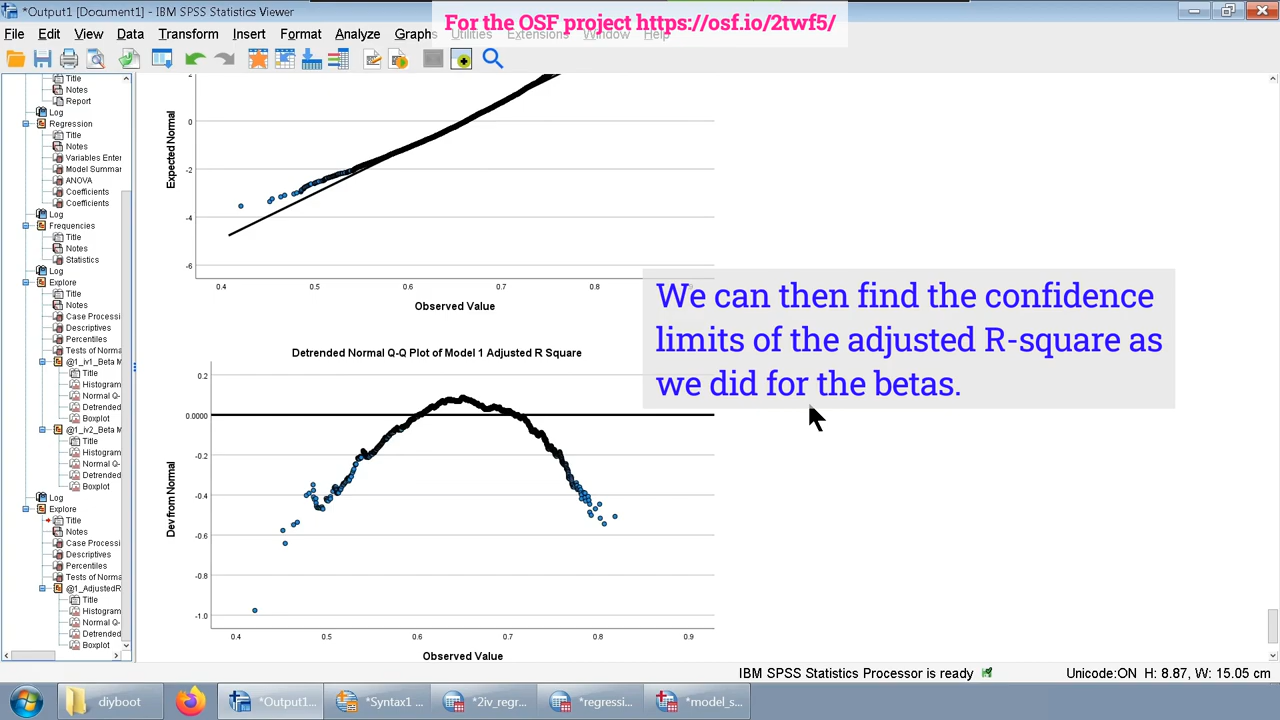 *Output1 [Document1] - IBM SPSS Statistics Viewer
For the OSF project https://osf.io/2twf5/
File Edit View Data Transform Insert Format Analyze Graphs Utilities Extensions Window Help
Title
Notes
Report
Log
Regression
Title
Notes
Variables Enter
Model Summar
ANOVA
Coefficients
Coefficients
Log
Frequencies
Title
Notes
Statistics
Log
Explore
Title
Notes
Case Processi
Descriptives
Percentiles
Tests of Norma
@1_iv1_Beta M
Title
Histogram
Normal Q-
Detrended
Boxplot
@1_iv2_Beta M
Title
Histogram
Normal Q-
Detrended
Boxplot
Log
Explore
Title
Notes
Case Processi
Descriptives
Percentiles
Tests of Norma
@1_AdjustedR
Title
Histogram
Normal Q-
Detrended
Boxplot
Expected Normal
2
0
-2
-4
-6
0.4 0.5 0.6 0.7 0.8
Observed Value
We can then find the confidence
limits of the adjusted R-square as
we did for the betas.
Detrended Normal Q-Q Plot of Model 1 Adjusted R Square
Dev from Normal
0.2
0.0000
-0.2
-0.4
-0.6
-0.8
-1.0
0.4 0.5 0.6 0.7 0.8 0.9
Observed Value
IBM SPSS Statistics Processor is ready Unicode:ON H: 8.87, W: 15.05 cm
diyboot *Output1... *Syntax1 ... *2iv_regr... *regressi... *model_s...